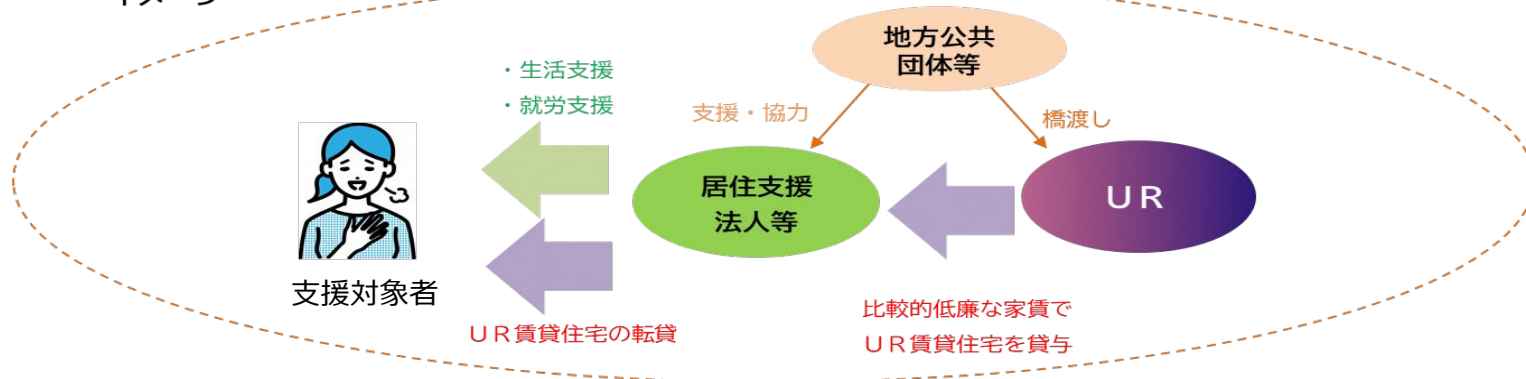 地方公共
団体等
・生活支援
・就労支援
支援・協力
橋渡し
居住支援
法人等
ＵＲ
支援対象者
ＵＲ賃貸住宅の転貸
比較的低廉な家賃で
ＵＲ賃貸住宅を貸与